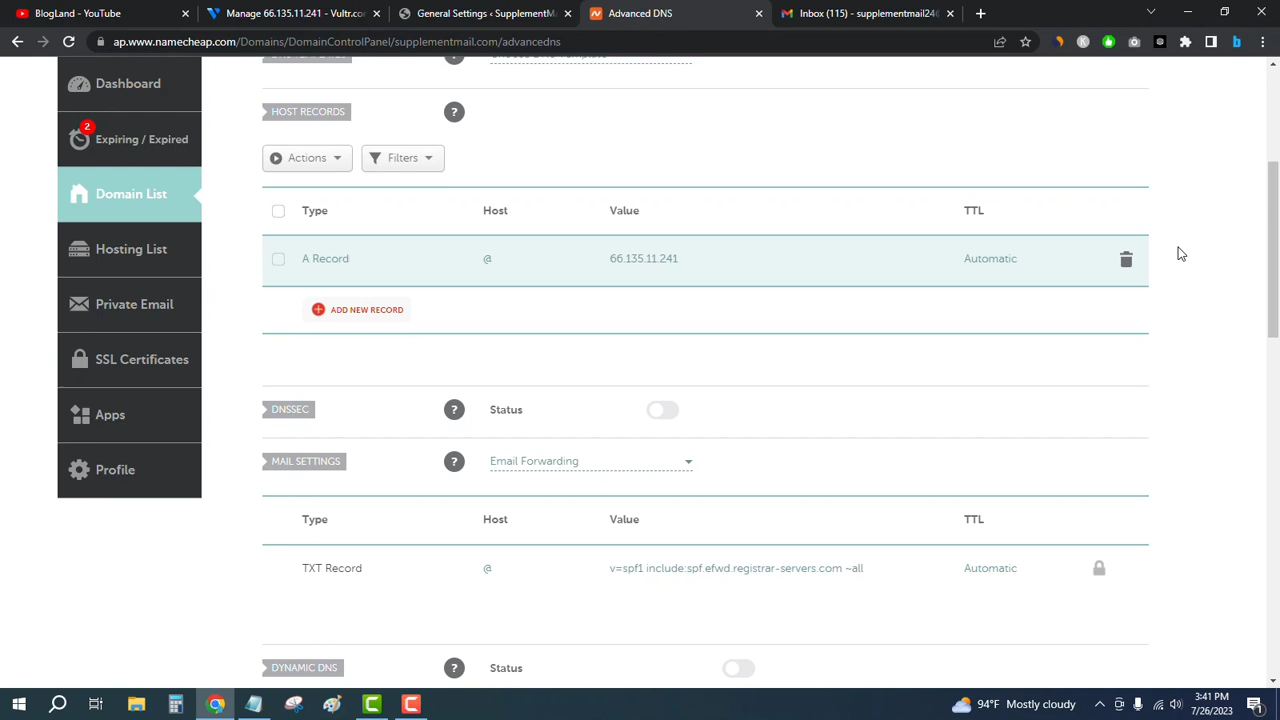 BlogLand - YouTube
Manage 66.135.11.241 - Vultr.co
General Settings ‹ SupplementM
Advanced DNS
Inbox (115) - supplementmail24
ap.www.namecheap.com/Domains/DomainControlPanel/supplementmail.com/advancedns
Dashboard
HOST RECORDS
?
2
Expiring / Expired
Actions
Filters
Domain List
Type
Host
Value
TTL
Hosting List
A Record
@
66.135.11.241
Automatic
Private Email
ADD NEW RECORD
SSL Certificates
Apps
DNSSEC
?
Status
Profile
MAIL SETTINGS
?
Email Forwarding
Type
Host
Value
TTL
TXT Record
@
v=spf1 include:spf.efwd.registrar-servers.com ~all
Automatic
DYNAMIC DNS
?
Status
94°F Mostly cloudy
3:41 PM
7/26/2023